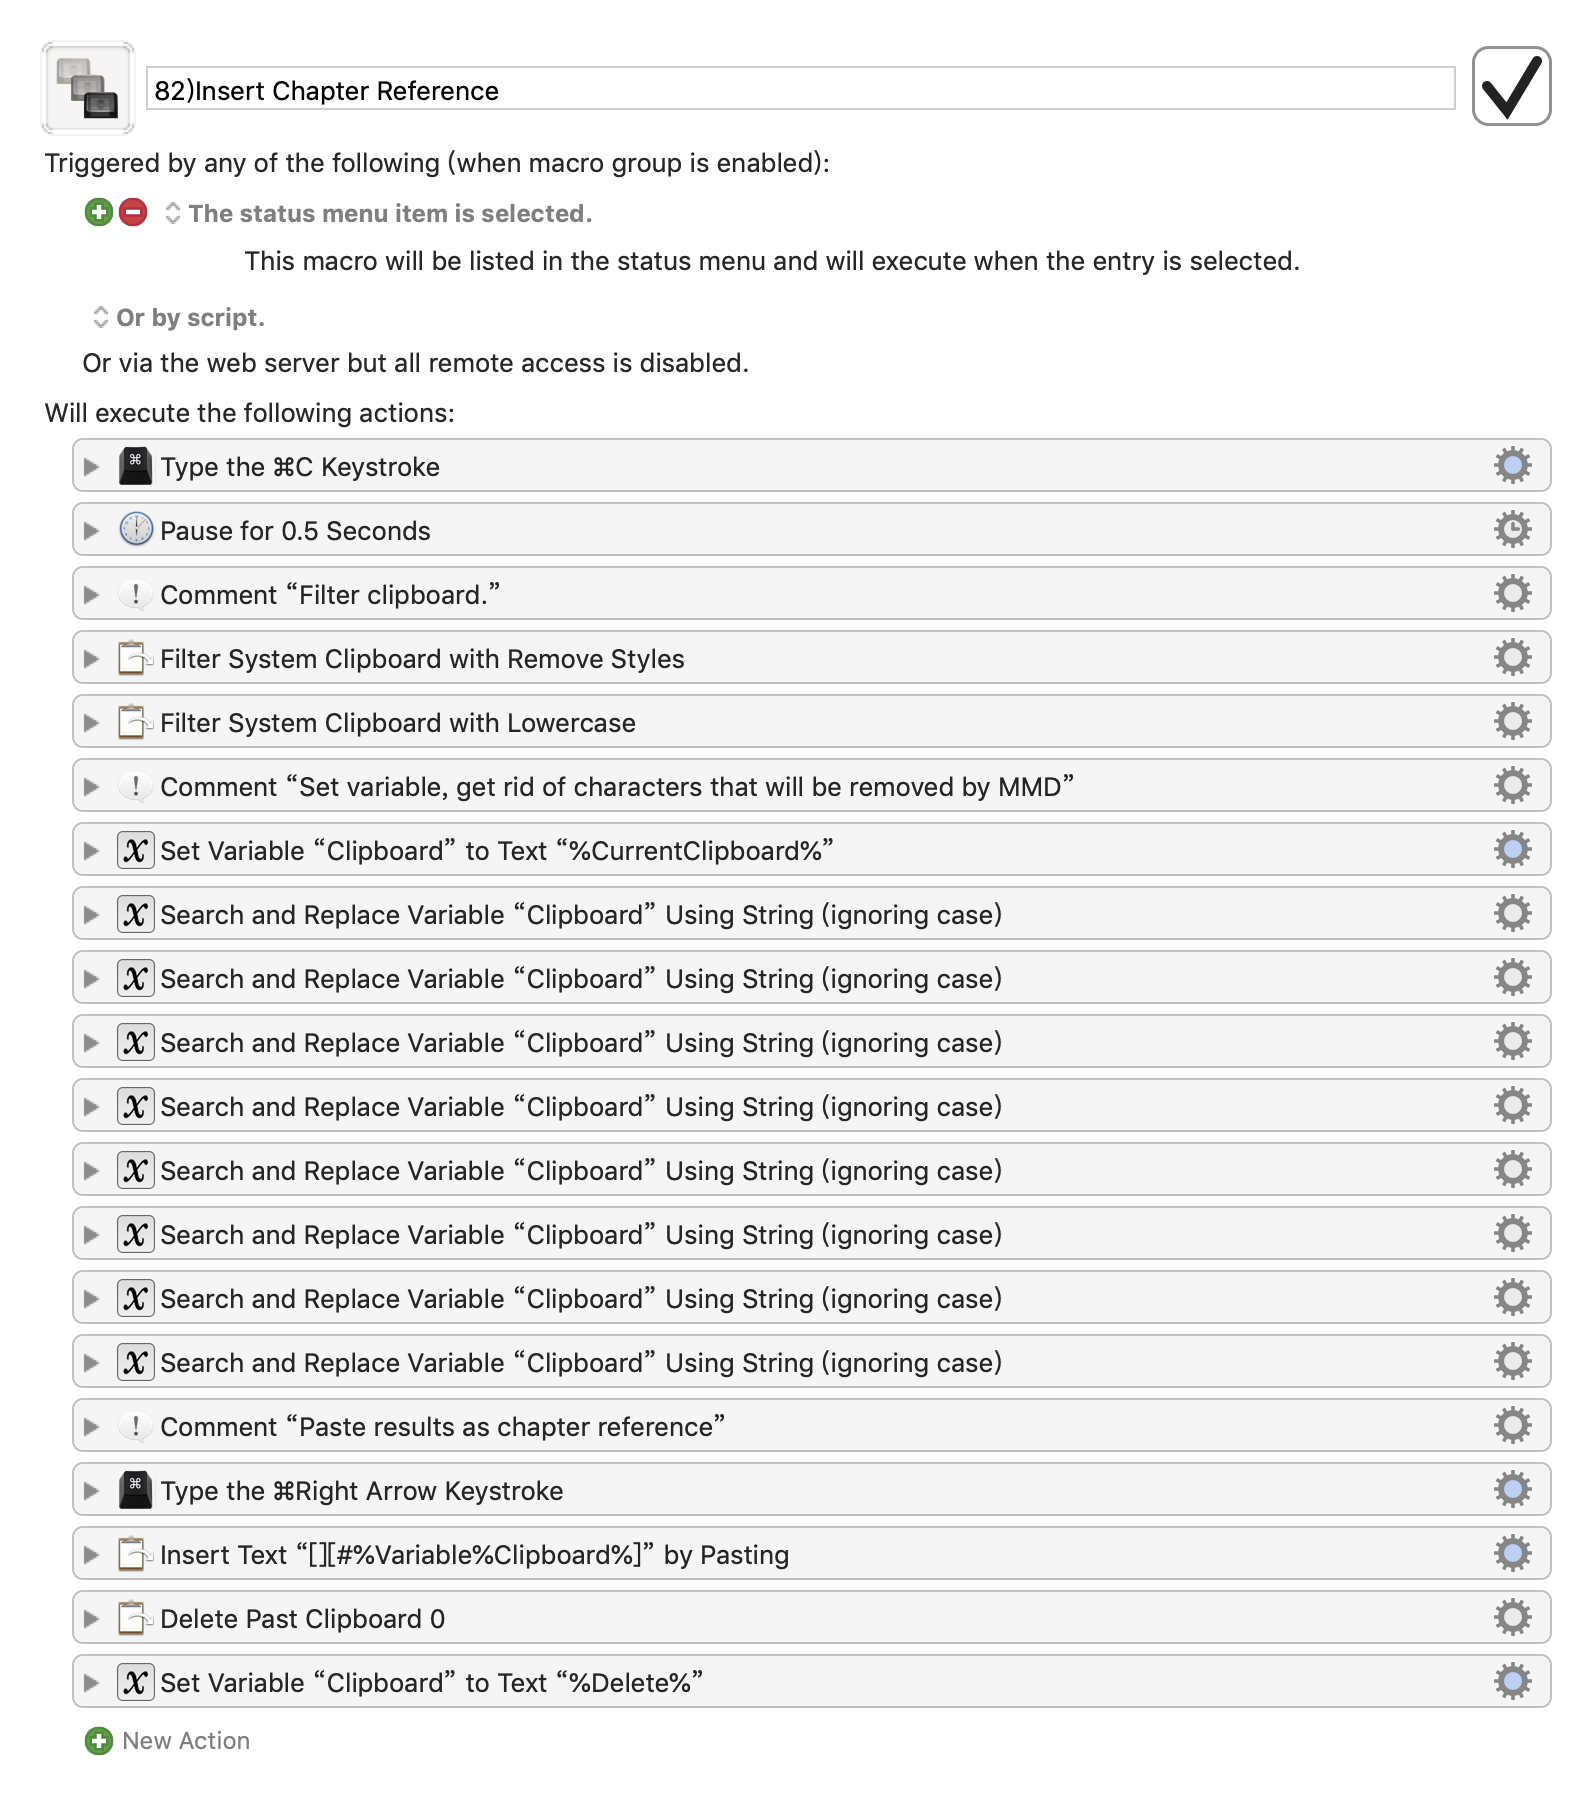 82)Insert Chapter Reference
Triggered by any of the following (when macro group is enabled):
The status menu item is selected.
This macro will be listed in the status menu and will execute when the entry is selected.
Or by script.
Or via the web server but all remote access is disabled.
Will execute the following actions:
Type the ⌘C Keystroke
Pause for 0.5 Seconds
Comment “Filter clipboard.”
Filter System Clipboard with Remove Styles
Filter System Clipboard with Lowercase
Comment “Set variable, get rid of characters that will be removed by MMD”
Set Variable “Clipboard” to Text “%CurrentClipboard%”
Search and Replace Variable “Clipboard” Using String (ignoring case)
Search and Replace Variable “Clipboard” Using String (ignoring case)
Search and Replace Variable “Clipboard” Using String (ignoring case)
Search and Replace Variable “Clipboard” Using String (ignoring case)
Search and Replace Variable “Clipboard” Using String (ignoring case)
Search and Replace Variable “Clipboard” Using String (ignoring case)
Search and Replace Variable “Clipboard” Using String (ignoring case)
Search and Replace Variable “Clipboard” Using String (ignoring case)
Comment “Paste results as chapter reference”
Type the ⌘Right Arrow Keystroke
Insert Text “[][#%Variable%Clipboard%]” by Pasting
Delete Past Clipboard 0
Set Variable “Clipboard” to Text “%Delete%”
New Action